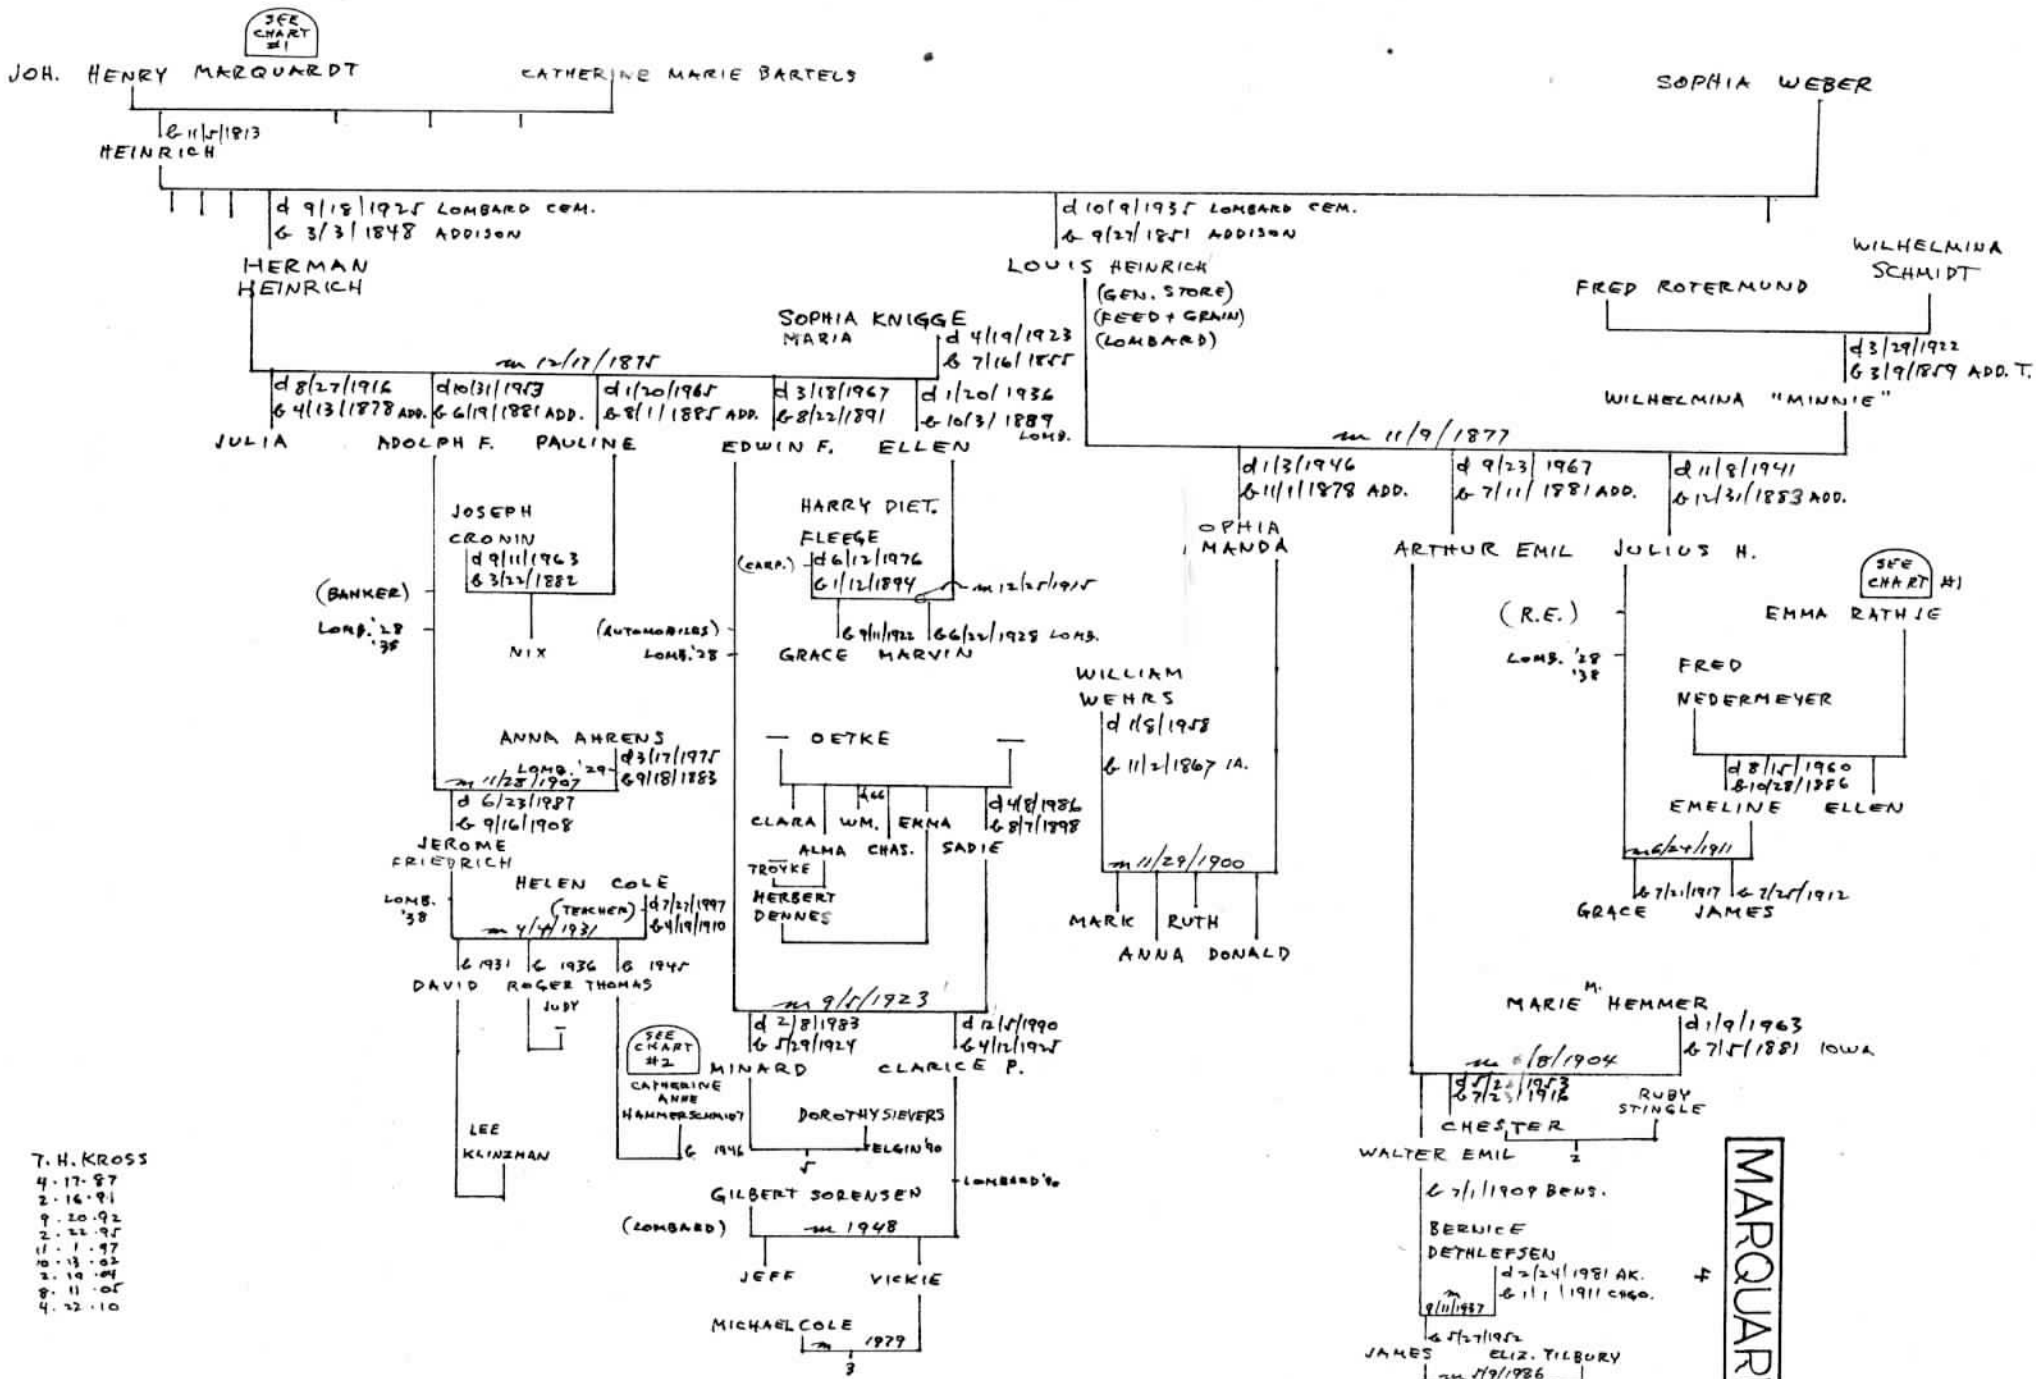 SEE
CHART
#1
JOH. HENRY MARQUARDT
CATHERINE MARIE BARTELS
SOPHIA WEBER
b 11/5/1813
HEINRICH
d 9/18/1925 LOMBARD CEM.
b 3/3/1848 ADDISON
HERMAN
HEINRICH
d 10/9/1935 LOMBARD CEM.
b 9/27/1851 ADDISON
LOUIS HEINRICH
(GEN. STORE)
(FEED + GRAIN)
(LOMBARD)
WILHELMINA
SCHMIDT
FRED ROTERMUND
SOPHIA KNIGGE
MARIA
d 4/19/1923
b 7/16/1855
m 12/17/1875
d 3/29/1922
b 3/9/1859 ADD. T.
WILHELMINA "MINNIE"
d 8/27/1916
b 4/13/1878 ADD.
JULIA
d 10/31/1953
b 6/19/1881 ADD.
ADOLPH F.
d 1/20/1965
b 8/1/1885 ADD.
PAULINE
d 3/18/1967
b 8/22/1891
EDWIN F.
d 1/20/1936
b 10/3/1889
LOMB.
ELLEN
m 11/9/1877
d 1/3/1946
b 11/1/1878 ADD.
OPHIA
MANDA
d 9/23/1967
b 7/11/1881 ADD.
ARTHUR EMIL
d 11/8/1941
b 12/31/1883 ADD.
JULIUS H.
JOSEPH
CRONIN
d 9/11/1963
b 3/22/1882
NIX
(BANKER)
LOMB. '28
'38
HARRY DIET.
FLEEGE
(CARP.)
d 6/12/1976
b 1/12/1894
m 12/25/1915
b 9/11/1922
GRACE
b 6/22/1928 LOMB.
MARVIN
(AUTOMOBILES)
LOMB. '28
SEE
CHART #1
EMMA RATHJE
(R.E.)
LOMB. '28
'38
FRED
NEDERMEYER
WILLIAM
WEHRS
d 1/8/1958
b 11/2/1867 IA.
m 11/29/1900
MARK
RUTH
ANNA
DONALD
d 8/15/1960
b 10/28/1886
EMELINE
ELLEN
m 6/24/1911
b 7/21/1917
GRACE
b 7/25/1912
JAMES
ANNA AHRENS
LOMB. '29
d 3/17/1975
b 9/18/1883
m 11/28/1907
d 6/23/1987
b 9/16/1908
JEROME
FRIEDRICH
LOMB.
'38
HELEN COLE
(TEACHER)
d 7/27/1997
b 4/19/1910
m 4/4/1931
b 1931
DAVID
b 1936
ROGER
b 1945
THOMAS
JUDY
LEE
KLINZMAN
SEE
CHART
#2
CATHERINE
ANNE
HAMMERSCHMIDT
b 1946
— OETKE —
CLARA
ALMA
WM.
CHAS.
EMMA
SADIE
d 4/8/1986
b 8/7/1898
TROYKE
HERBERT
DENNES
m 9/5/1923
d 2/8/1983
b 5/29/1924
MINARD
d 12/5/1990
b 4/12/1925
CLARICE P.
DOROTHY SIEVERS
ELGIN '90
5
GILBERT SORENSEN
(LOMBARD)
LOMBARD '90
m 1948
JEFF
VICKIE
MICHAEL COLE
m 1979
3
MARIE M. HEMMER
d 1/9/1963
b 7/5/1881 IOWA
/8/1904
CHESTER
RUBY
STINGLE
2
WALTER EMIL
b 7/1/1909 BENS.
BERNICE
DETHLEFSEN
d 2/24/1981 AK.
b 1/1/1911 CHGO.
m
9/11/1937
b 5/27/1952
JAMES
ELIZ. TILBURY
m 5/9/1986
MARQUAR
4
T. H. KROSS
4.17.87
2.16.91
9.20.92
2.22.95
11.1.97
10.13.02
2.19.04
8.11.05
4.22.10